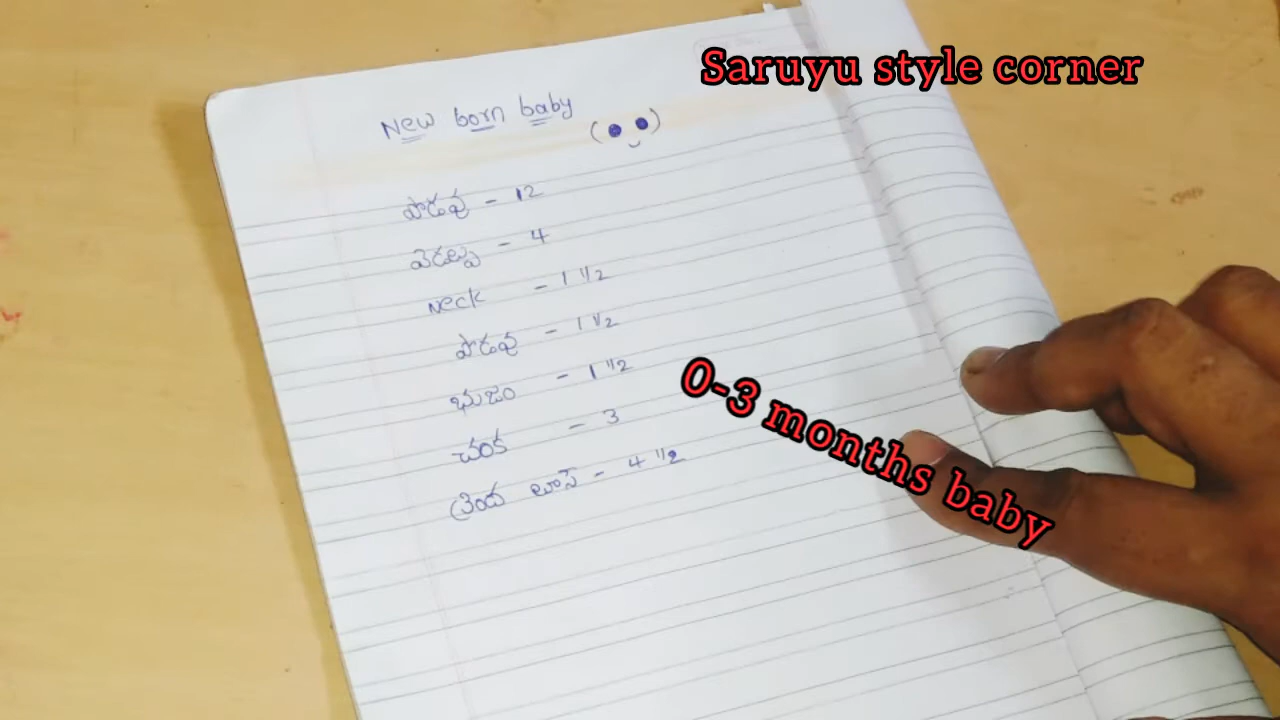 Saruyu style corner
New born baby
పొడవు - 12
వెడల్పు - 4
Neck - 1 1/2
పొడవు - 1 1/2
భుజం - 1 1/2
చంక - 3
క్రింద లూస్ - 4 1/2
0-3 months baby